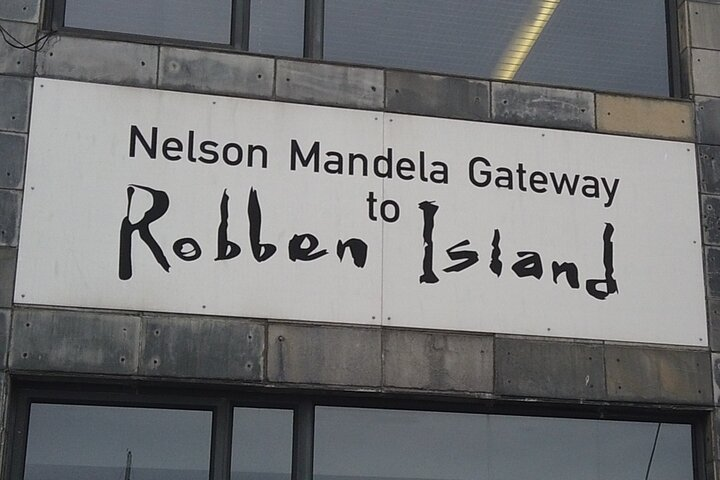 Nelson Mandela Gateway
to
Robben Island